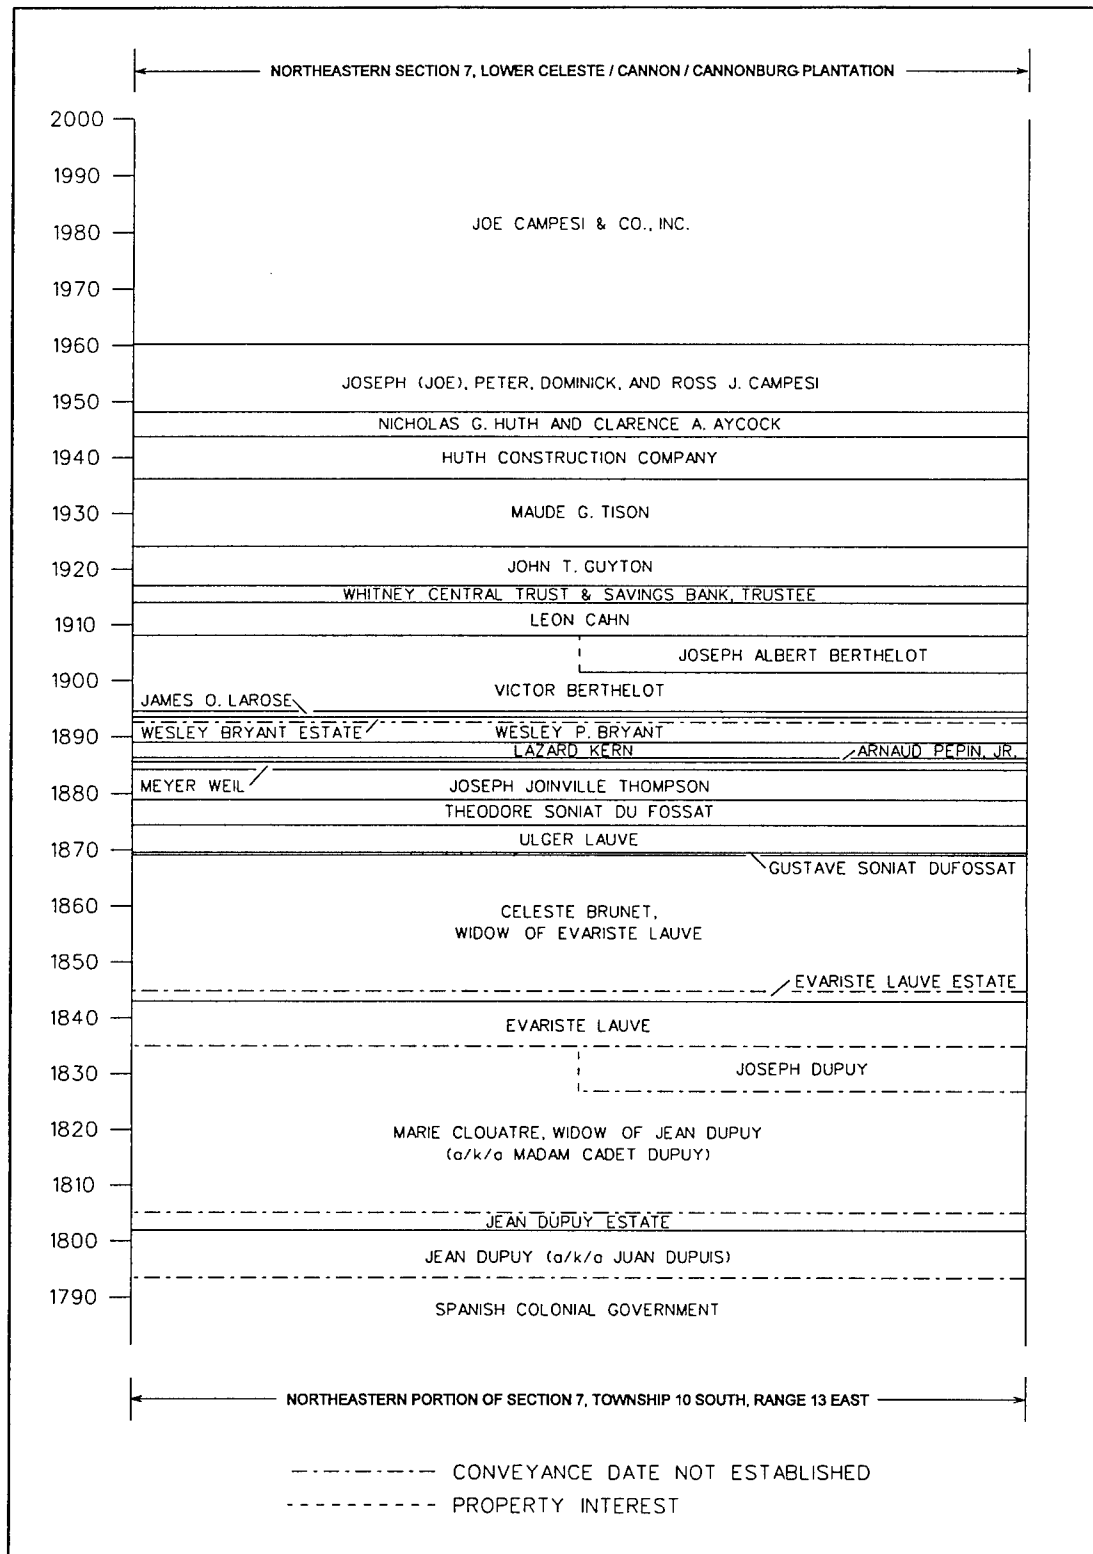 NORTHEASTERN SECTION 7, LOWER CELESTE / CANNON / CANNONBURG PLANTATION
2000
1990
JOE CAMPESI & CO., INC.
1980
1970
1960
JOSEPH (JOE), PETER, DOMINICK, AND ROSS J. CAMPESI
1950
NICHOLAS G. HUTH AND CLARENCE A. AYCOCK
1940
HUTH CONSTRUCTION COMPANY
1930
MAUDE G. TISON
1920
JOHN T. GUYTON
WHITNEY CENTRAL TRUST & SAVINGS BANK, TRUSTEE
1910
LEON CAHN
JOSEPH ALBERT BERTHELOT
1900
VICTOR BERTHELOT
JAMES O. LAROSE
1890
WESLEY BRYANT ESTATE
WESLEY P. BRYANT
LAZARD KERN
ARNAUD PEPIN, JR.
MEYER WEIL
JOSEPH JOINVILLE THOMPSON
1880
THEODORE SONIAT DU FOSSAT
ULGER LAUVE
1870
GUSTAVE SONIAT DUFOSSAT
1860
CELESTE BRUNET,
WIDOW OF EVARISTE LAUVE
1850
EVARISTE LAUVE ESTATE
1840
EVARISTE LAUVE
1830
JOSEPH DUPUY
1820
MARIE CLOUATRE, WIDOW OF JEAN DUPUY
(a/k/a MADAM CADET DUPUY)
1810
JEAN DUPUY ESTATE
1800
JEAN DUPUY (a/k/a JUAN DUPUIS)
1790
SPANISH COLONIAL GOVERNMENT
NORTHEASTERN PORTION OF SECTION 7, TOWNSHIP 10 SOUTH, RANGE 13 EAST
CONVEYANCE DATE NOT ESTABLISHED
PROPERTY INTEREST